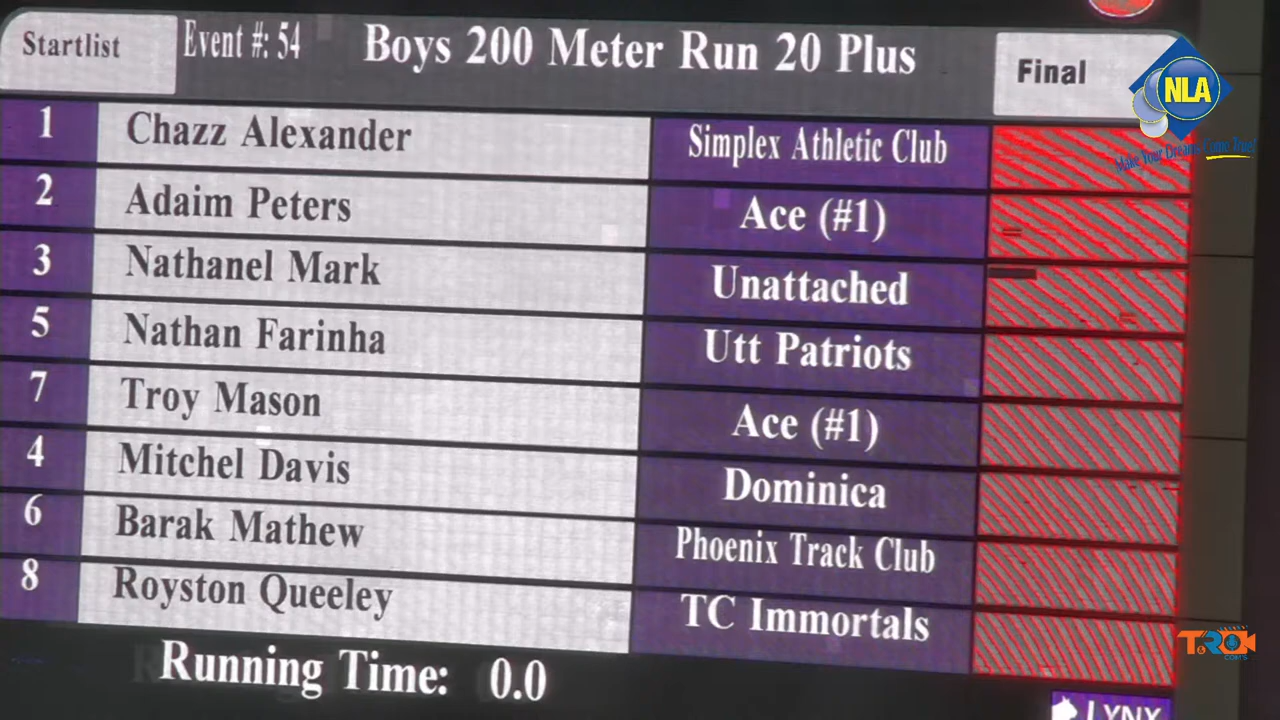 Startlist Event #: 54 Boys 200 Meter Run 20 Plus Final
NLA
Make Your Dreams Come True!
1 Chazz Alexander Simplex Athletic Club
2 Adaim Peters Ace (#1)
3 Nathanel Mark Unattached
5 Nathan Farinha Utt Patriots
7 Troy Mason Ace (#1)
4 Mitchel Davis Dominica
6 Barak Mathew Phoenix Track Club
8 Royston Queeley TC Immortals
Running Time: 0.0
LYNX